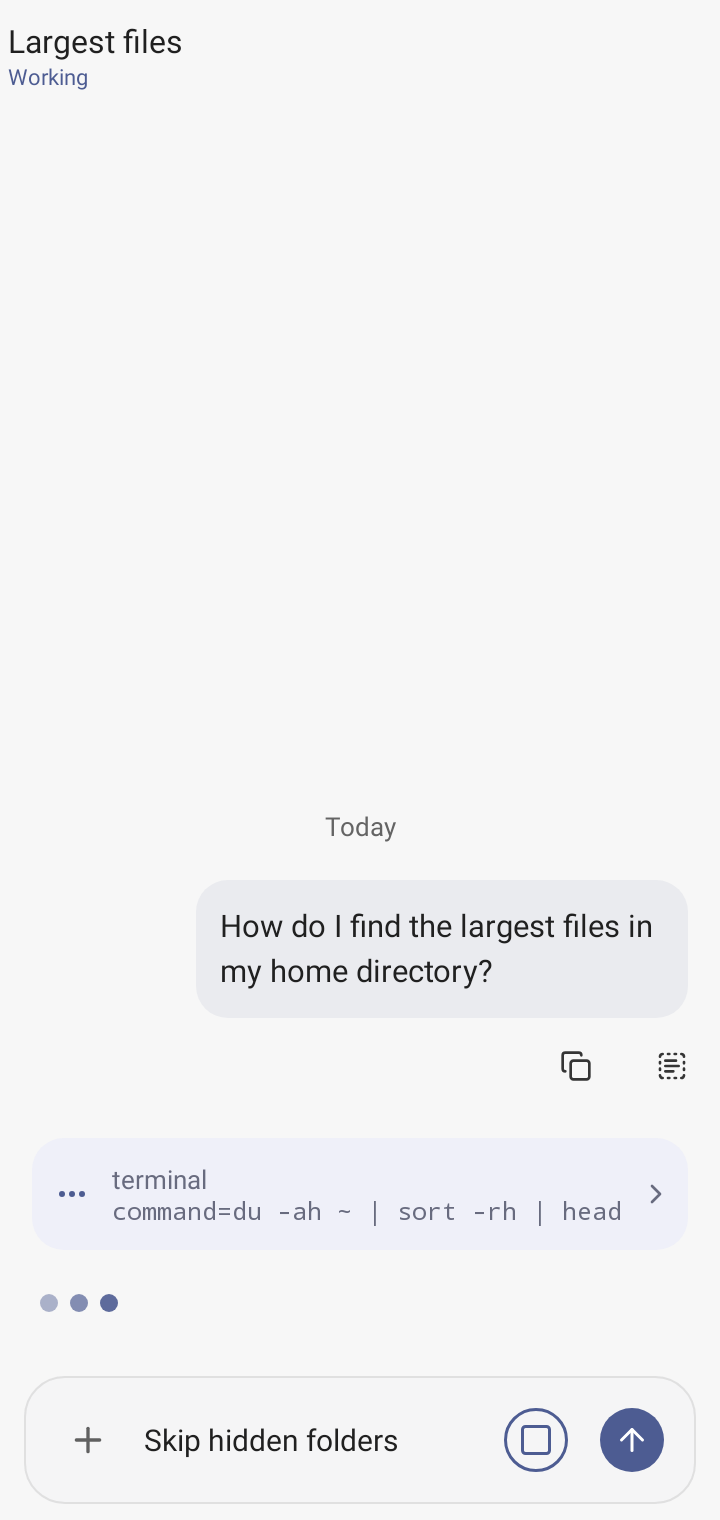 Largest files
Working
Today
How do I find the largest files in
my home directory?
terminal
command=du -ah ~ | sort -rh | head
Skip hidden folders